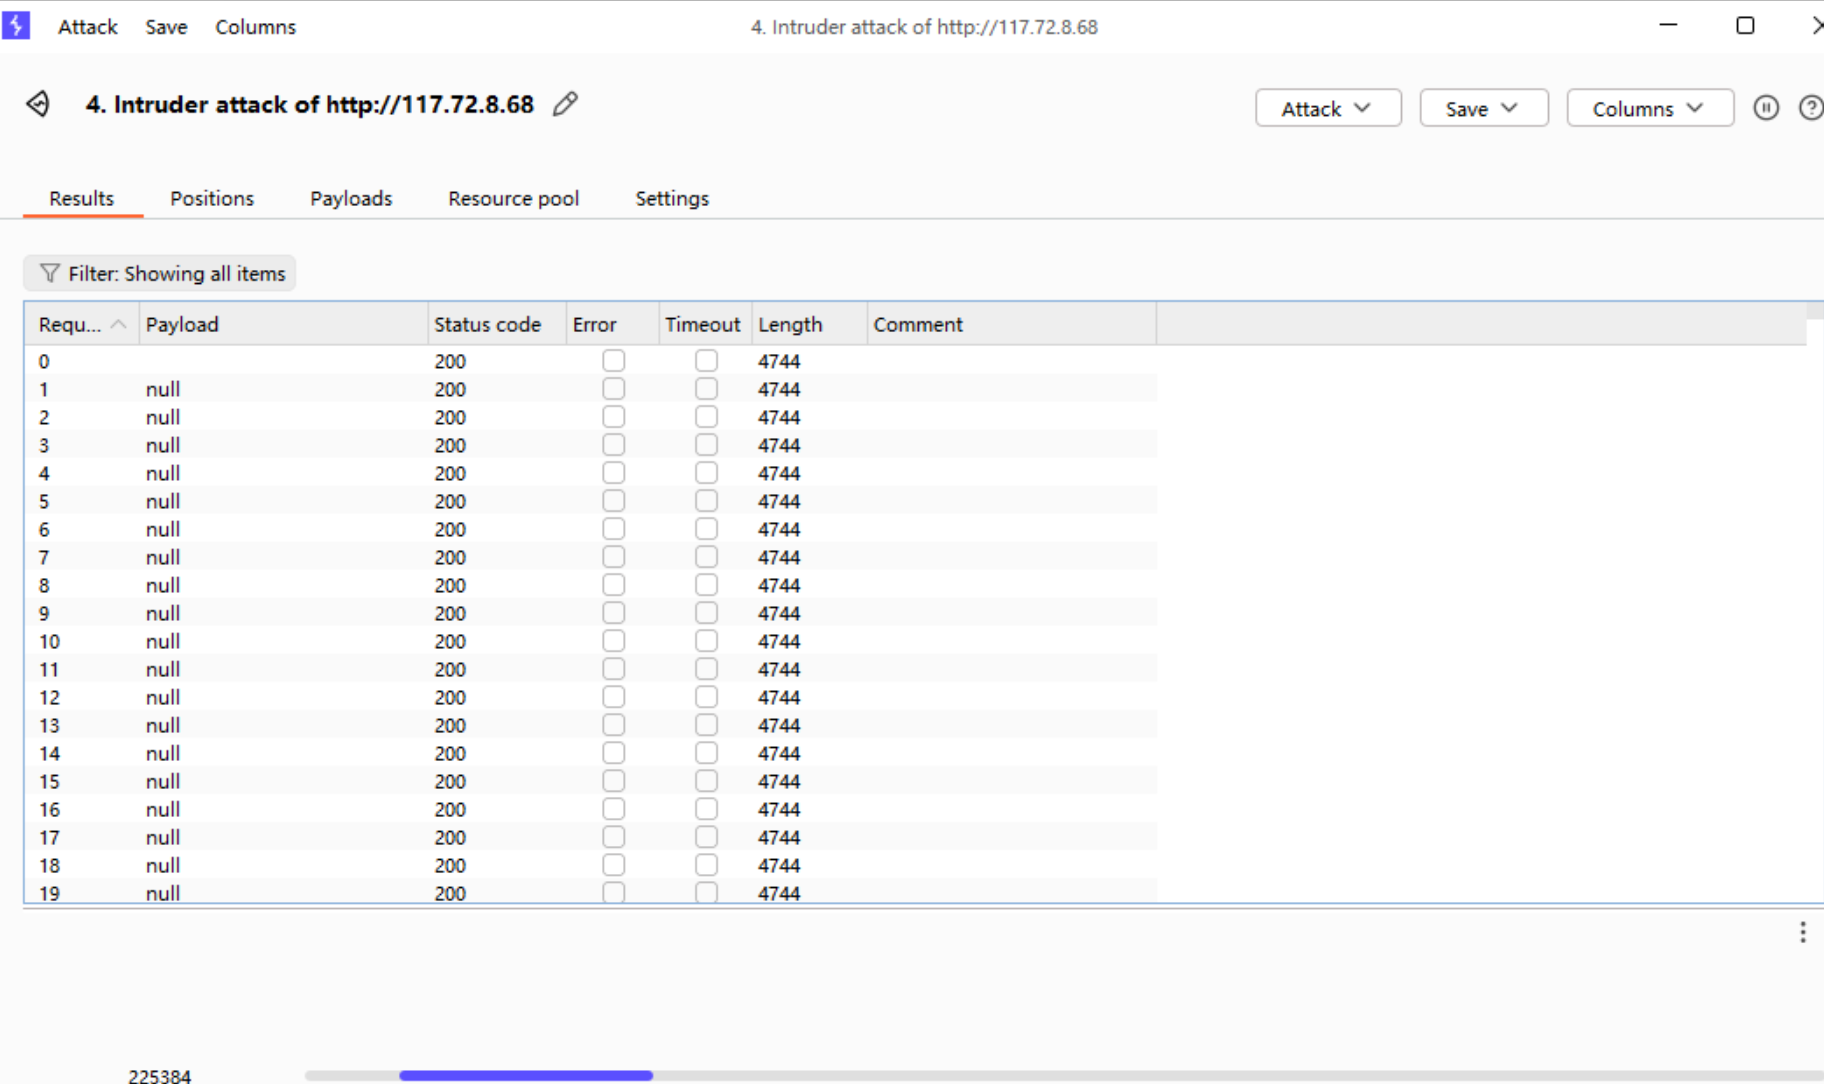 Attack Save Columns 4. Intruder attack of http://117.72.8.68
4. Intruder attack of http://117.72.8.68 Attack Save Columns
Results Positions Payloads Resource pool Settings
Filter: Showing all items
Requ... Payload Status code Error Timeout Length Comment
0 200 4744
1 null 200 4744
2 null 200 4744
3 null 200 4744
4 null 200 4744
5 null 200 4744
6 null 200 4744
7 null 200 4744
8 null 200 4744
9 null 200 4744
10 null 200 4744
11 null 200 4744
12 null 200 4744
13 null 200 4744
14 null 200 4744
15 null 200 4744
16 null 200 4744
17 null 200 4744
18 null 200 4744
19 null 200 4744
225384